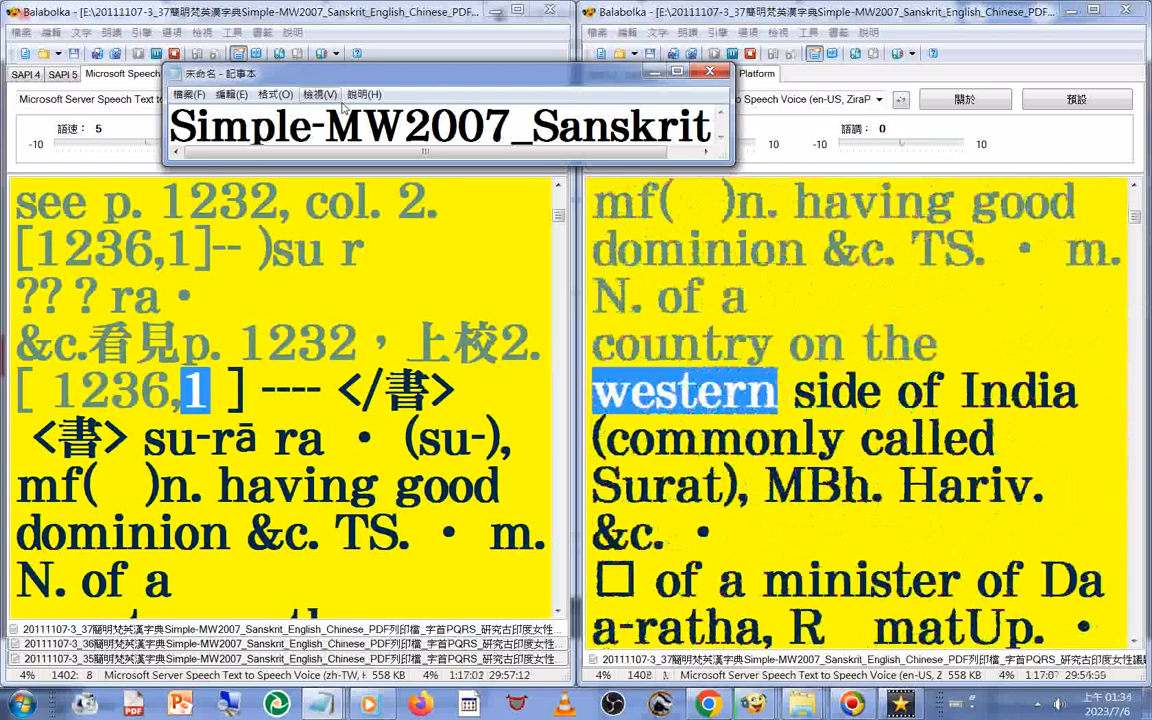 Balabolka - [E:\20111107-3_37簡明梵英漢字典Simple-MW2007_Sanskrit_English_Chinese_PDF...
檔案 編輯 文字 朗讀 引擎 選項 檢視 工具 書籤 說明
SAPI 4 SAPI 5 Microsoft Speech
Microsoft Server Speech Text to
語速： 5
-10
未命名 - 記事本
檔案(F) 編輯(E) 格式(O) 檢視(V) 說明(H)
Simple-MW2007_Sanskrit
see p. 1232, col. 2.
[1236,1]-- )su r
?? ? ra •
&c.看見p. 1232，上校2.
[ 1236,1 ] ---- </書>
<書> su-rā ra • (su-),
mf( )n. having good
dominion &c. TS. • m.
N. of a
20111107-3_37簡明梵英漢字典Simple-MW2007_Sanskrit_English_Chinese_PDF列印檔_字首PQRS_研究古印度女性...
20111107-3_36簡明梵英漢字典Simple-MW2007_Sanskrit_English_Chinese_PDF列印檔_字首PQRS_研究古印度女性...
20111107-3_35簡明梵英漢字典Simple-MW2007_Sanskrit_English_Chinese_PDF列印檔_字首PQRS_研究古印度女性...
4% 1402: 8 Microsoft Server Speech Text to Speech Voice (zh-TW, H 558 KB 4% 1:17:02 29:57:12
Balabolka - [E:\20111107-3_37簡明梵英漢字典Simple-MW2007_Sanskrit_English_Chinese_PDF...
檔案 編輯 文字 朗讀 引擎 選項 檢視 工具 書籤 說明
Platform
Speech Voice (en-US, ZiraP
關於 預設
語調： 0
10 -10 10
mf( )n. having good
dominion &c. TS. • m.
N. of a
country on the
western side of India
(commonly called
Surat), MBh. Hariv.
&c. •
□ of a minister of Da
a-ratha, R matUp. •
20111107-3_37簡明梵英漢字典Simple-MW2007_Sanskrit_English_Chinese_PDF列印檔_字首PQRS_研究古印度女性議
4% Microsoft Server Speech Text to Speech Voice (en-US, Z 558 KB 4%
上午 01:34
2023/7/6